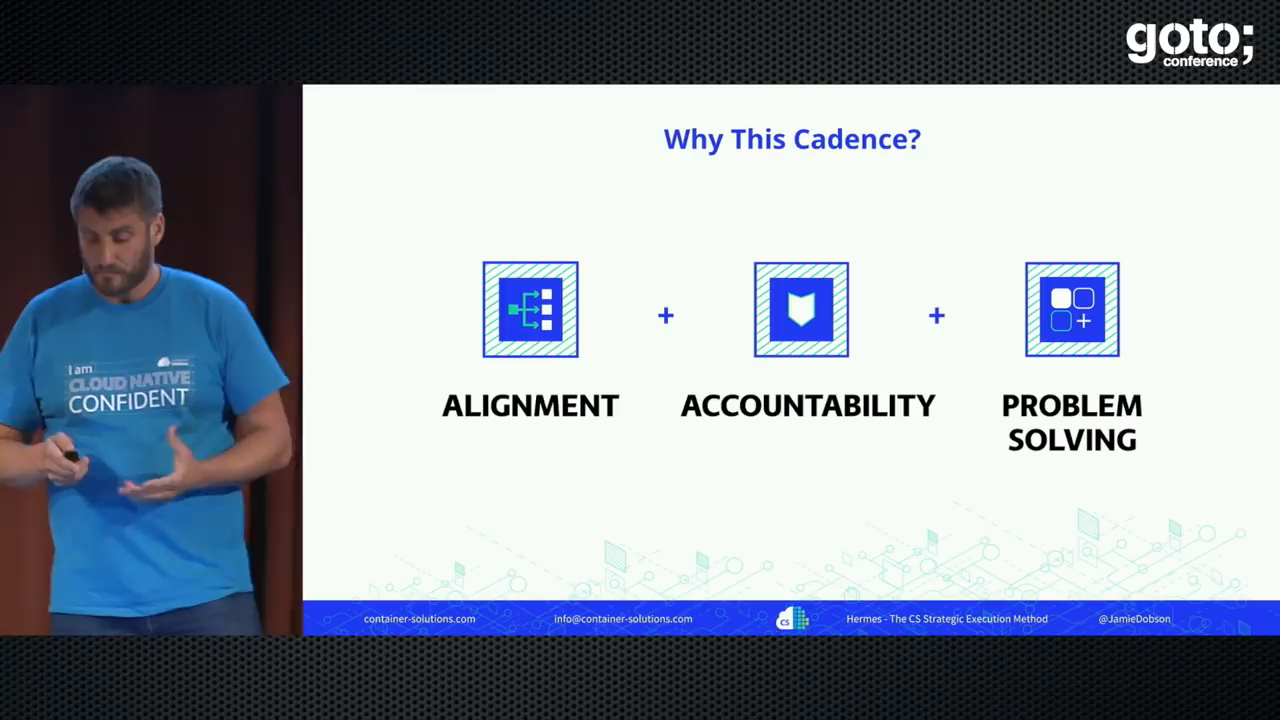 goto;
conference
Why This Cadence?
I am
CLOUD NATIVE
CONFIDENT
+
+
ALIGNMENT
ACCOUNTABILITY
PROBLEM
SOLVING
container-solutions.com
info@container-solutions.com
CS
Hermes - The CS Strategic Execution Method
@JamieDobson